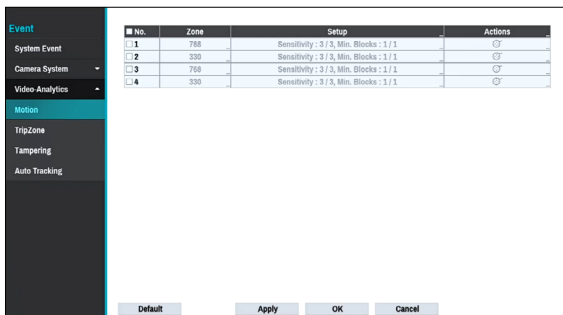 Event
System Event
Camera System
Video-Analytics
Motion
TripZone
Tampering
Auto Tracking
No. Zone Setup Actions
1 768 Sensitivity : 3 / 3, Min. Blocks : 1 / 1
2 330 Sensitivity : 3 / 3, Min. Blocks : 1 / 1
3 768 Sensitivity : 3 / 3, Min. Blocks : 1 / 1
4 330 Sensitivity : 3 / 3, Min. Blocks : 1 / 1
Default Apply OK Cancel